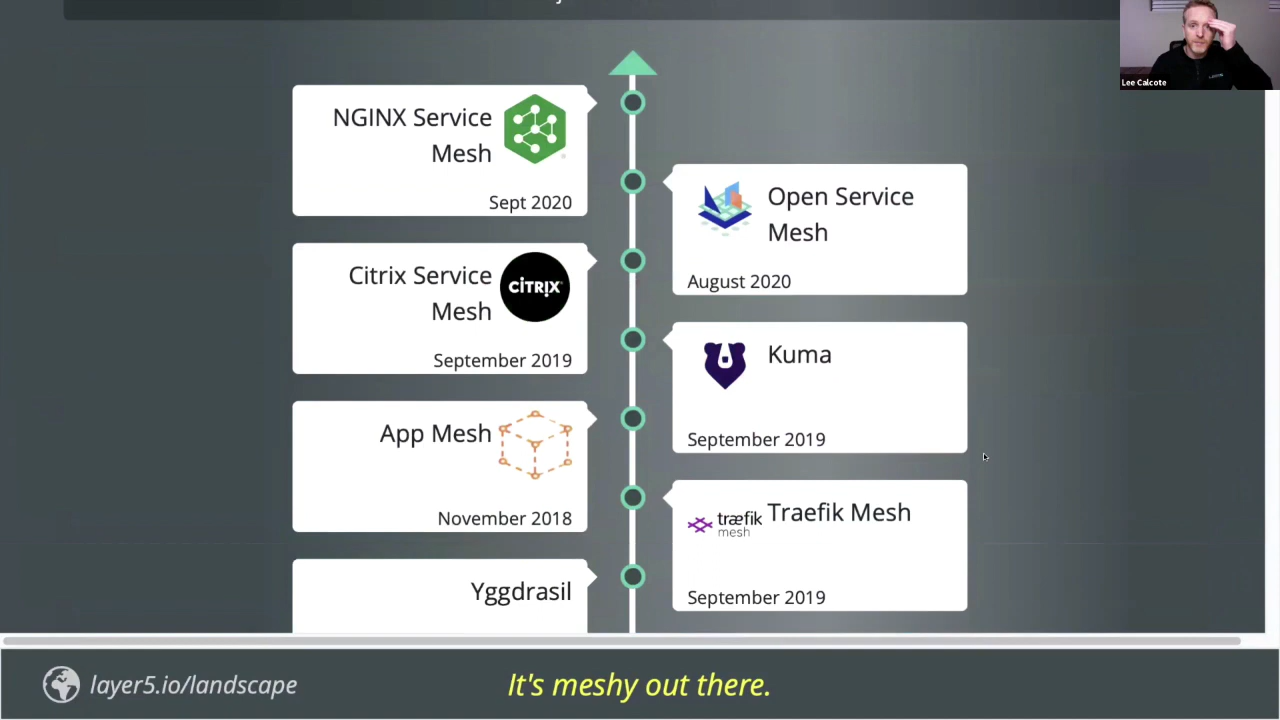 Lee Calcote
NGINX Service
Mesh
Sept 2020
Open Service
Mesh
August 2020
Citrix Service
Mesh
CİTRIX
September 2019
Kuma
September 2019
App Mesh
November 2018
træfik
mesh
Traefik Mesh
September 2019
Yggdrasil
layer5.io/landscape
It's meshy out there.